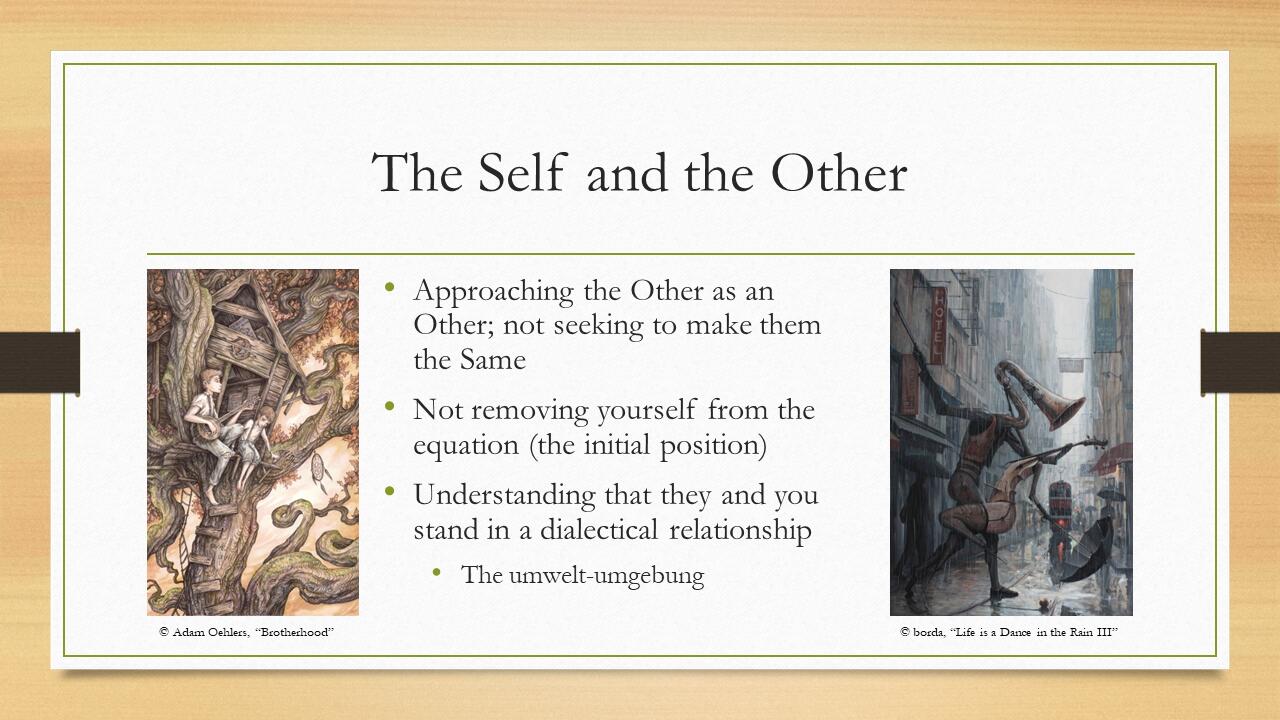 The Self and the Other
Approaching the Other as an
Other; not seeking to make them
the Same
Not removing yourself from the
equation (the initial position)
Understanding that they and you
stand in a dialectical relationship
The umwelt-umgebung
HOTEL
© Adam Oehlers, “Brotherhood”
© borda, “Life is a Dance in the Rain III”